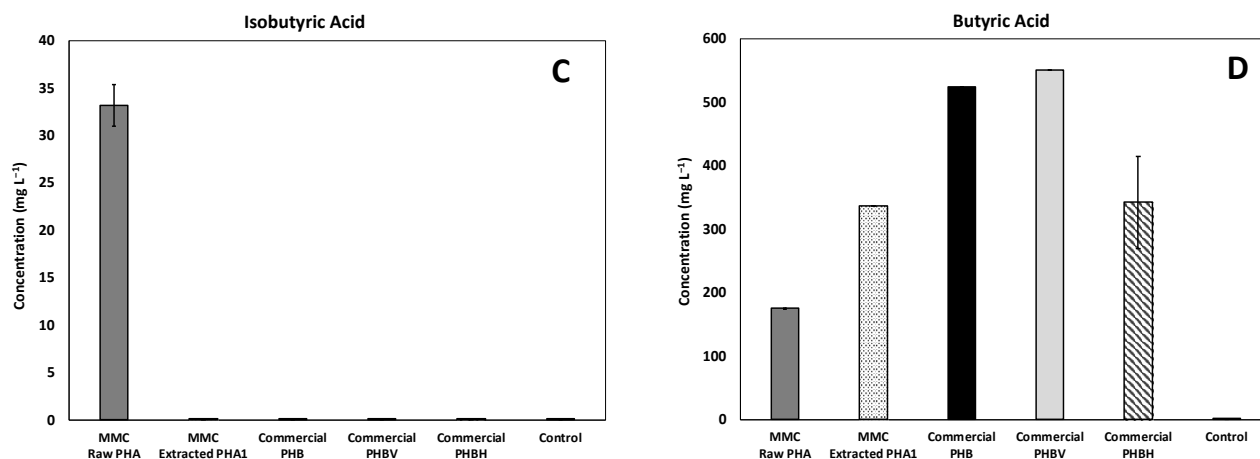 Isobutyric Acid
C
Concentration (mg L⁻¹)
40
35
30
25
20
15
10
5
0
MMC
Raw PHA
MMC
Extracted PHA1
Commercial
PHB
Commercial
PHBV
Commercial
PHBH
Control
Butyric Acid
D
Concentration (mg L⁻¹)
600
500
400
300
200
100
0
MMC
Raw PHA
MMC
Extracted PHA1
Commercial
PHB
Commercial
PHBV
Commercial
PHBH
Control